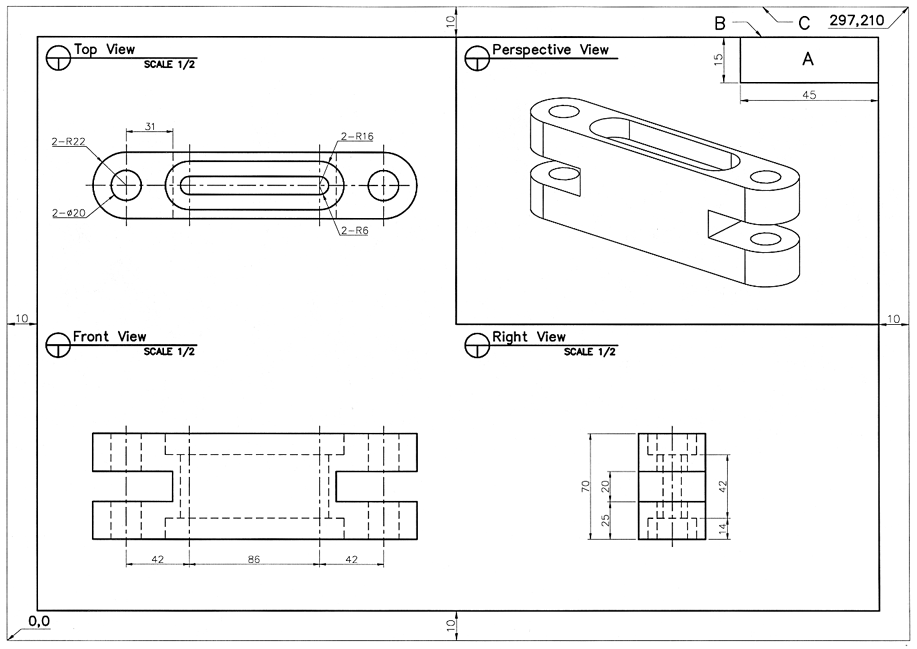 10
B
C
297,210
Top View
SCALE 1/2
Perspective View
15
A
45
31
2-R22
2-R16
2-ø20
2-R6
10
10
Front View
SCALE 1/2
Right View
SCALE 1/2
70
20
25
42
14
42
86
42
0,0
10